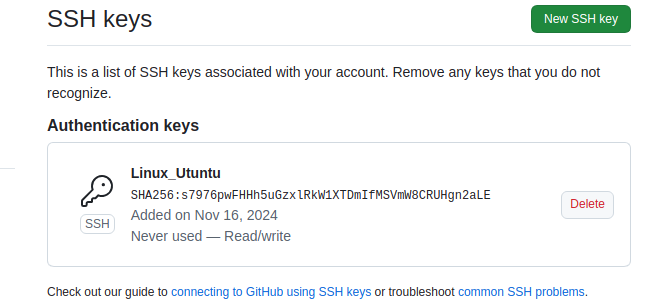 SSH keys
New SSH key
This is a list of SSH keys associated with your account. Remove any keys that you do not
recognize.
Authentication keys
Linux_Utuntu
SHA256:s7976pwFHHh5uGzxlRkW1XTDmIfMSVmW8CRUHgn2aLE
Added on Nov 16, 2024
Never used — Read/write
SSH
Delete
Check out our guide to connecting to GitHub using SSH keys or troubleshoot common SSH problems.